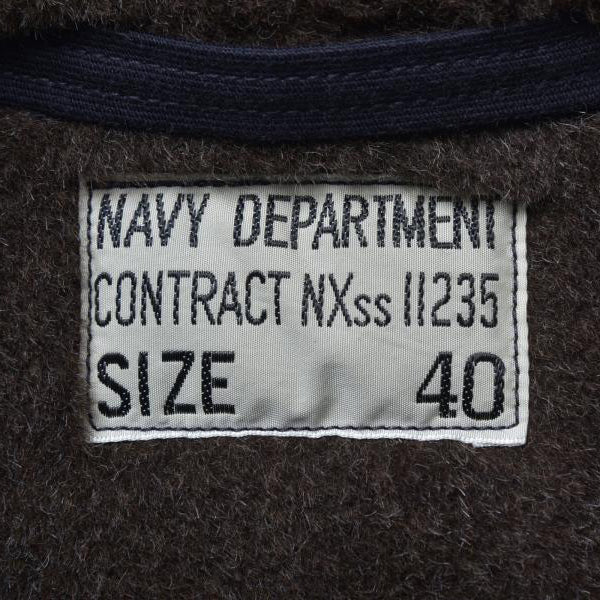 NAVY DEPARTMENT
CONTRACT NXss 11235
SIZE 40